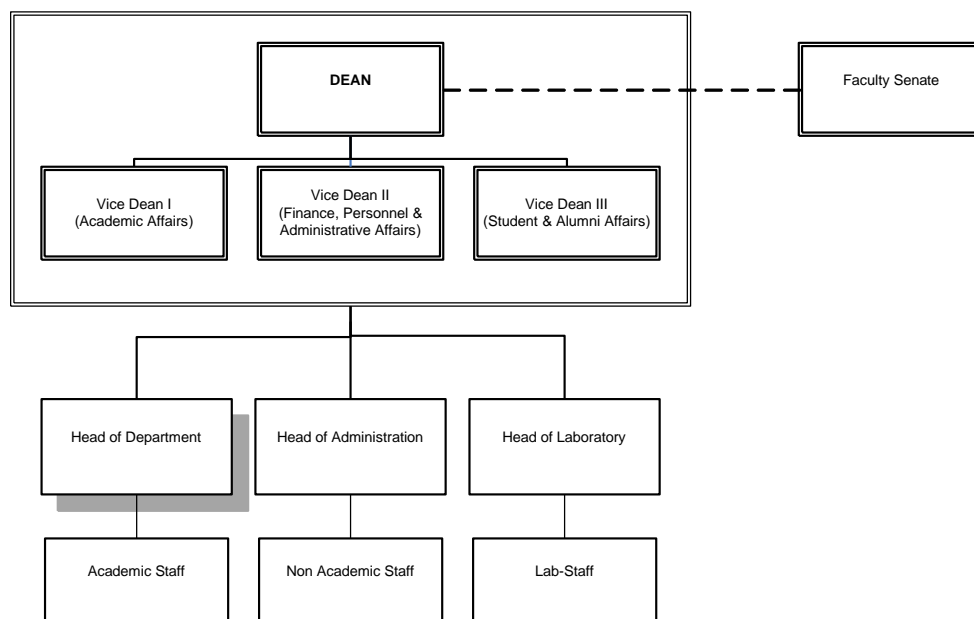 DEAN
Faculty Senate
Vice Dean I
(Academic Affairs)
Vice Dean II
(Finance, Personnel &
Administrative Affairs)
Vice Dean III
(Student & Alumni Affairs)
Head of Department
Head of Administration
Head of Laboratory
Academic Staff
Non Academic Staff
Lab-Staff